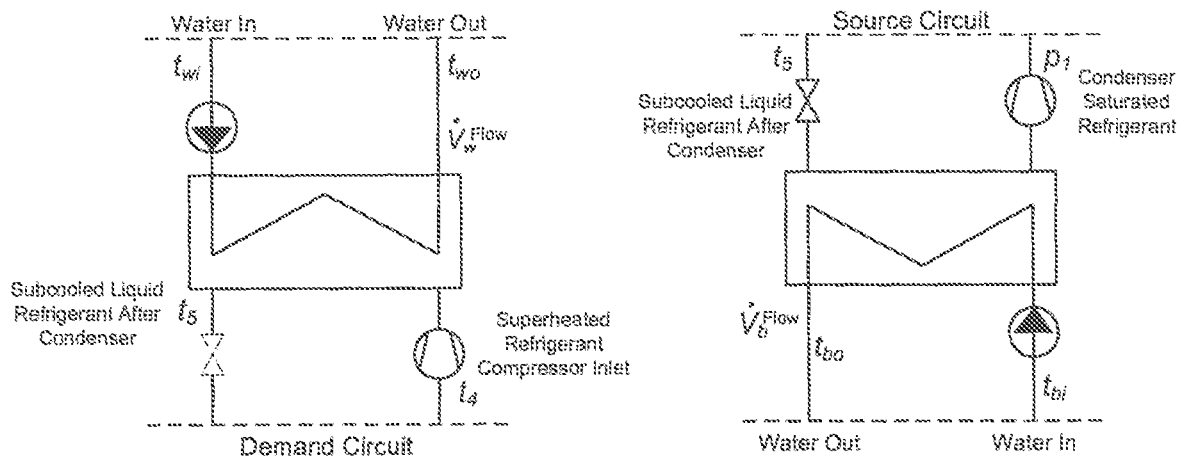 Water In
Water Out
t_wi
t_wo
V̇_w^Flow
Subcooled Liquid
Refrigerant After
Condenser
t_5
Superheated
Refrigerant
Compressor Inlet
t_4
Demand Circuit
Source Circuit
t_5
p_1
Subcooled Liquid
Refrigerant After
Condenser
Condenser
Saturated
Refrigerant
V̇_b^Flow
t_bo
t_bi
Water Out
Water In